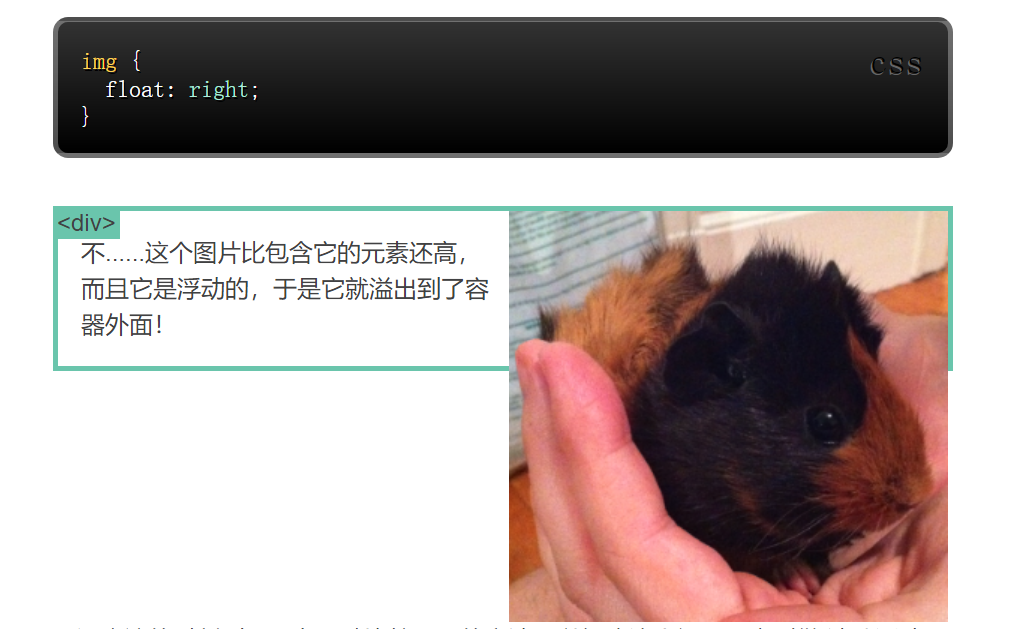 img {
css
float: right;
}
<div>
不……这个图片比包含它的元素还高，
而且它是浮动的，于是它就溢出到了容
器外面！